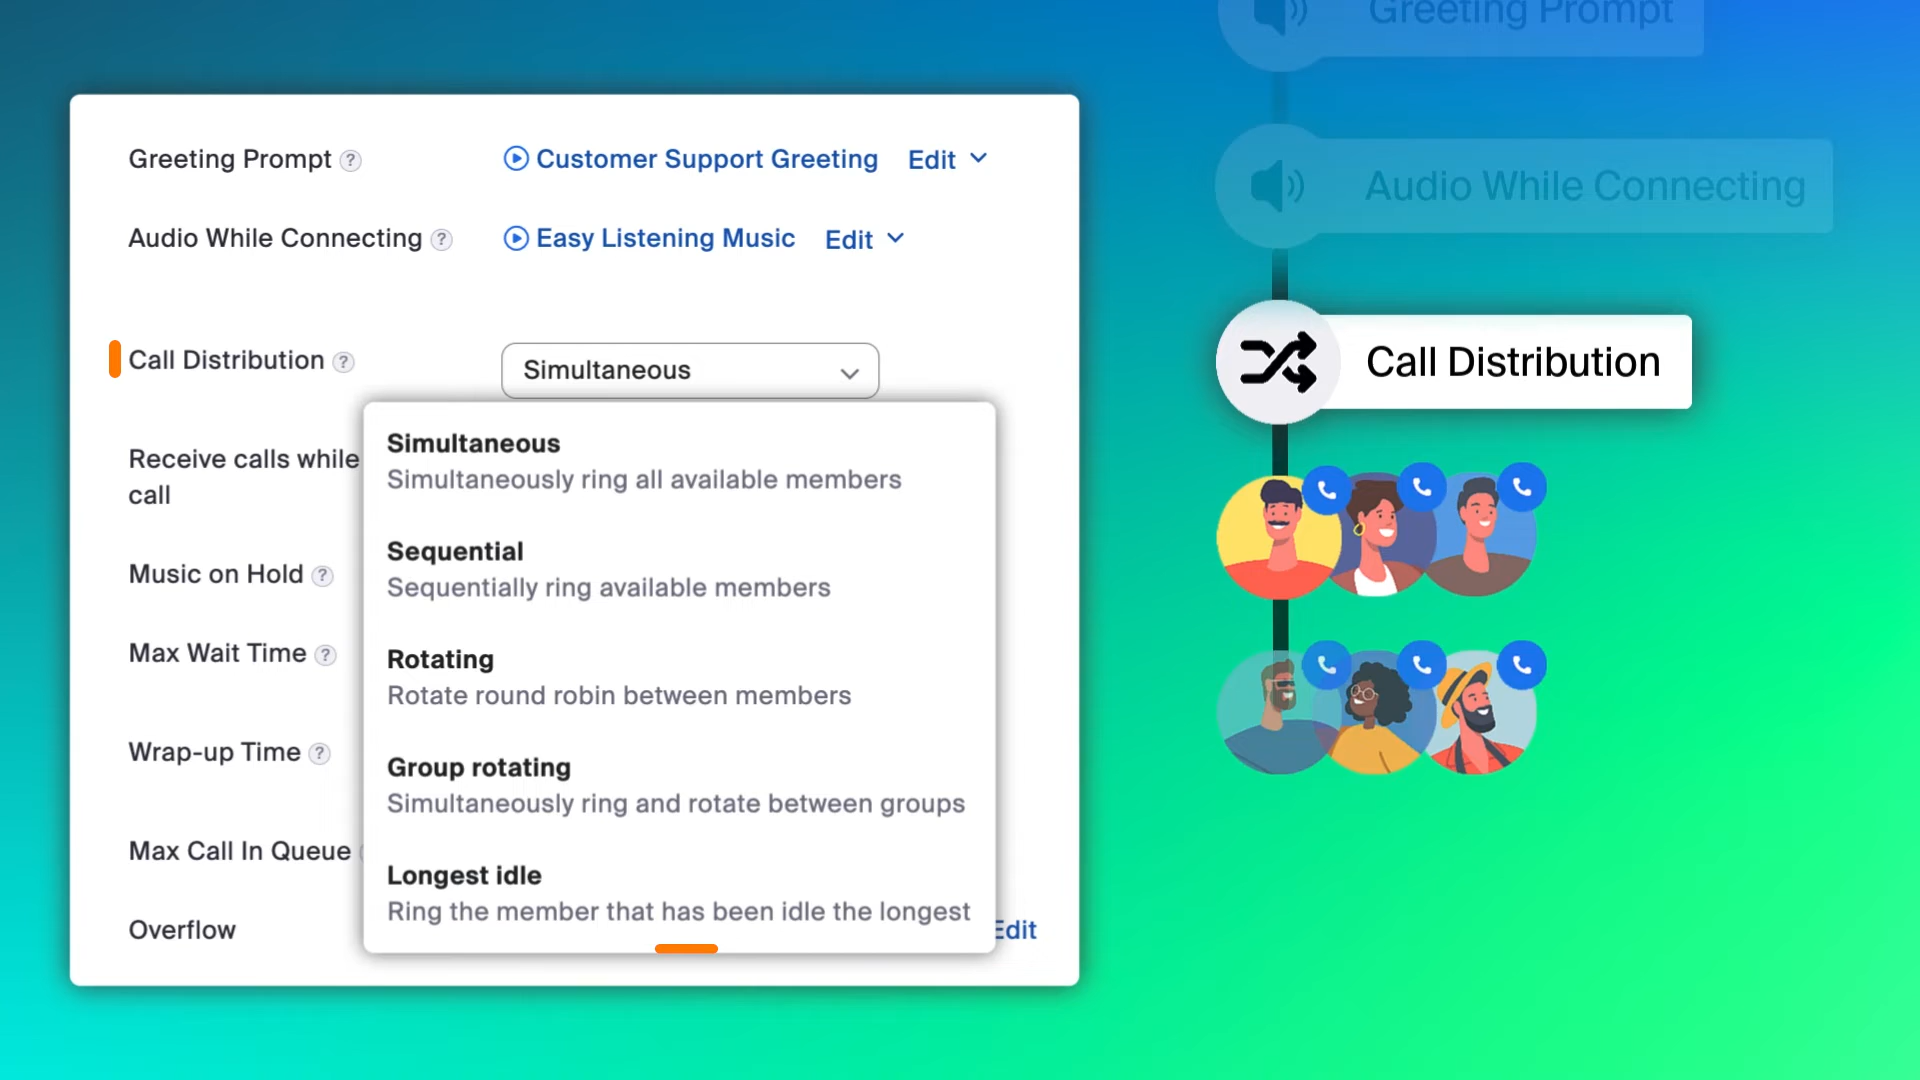 Greeting Prompt ?
Customer Support Greeting Edit
Audio While Connecting ?
Easy Listening Music Edit
Call Distribution ?
Simultaneous
Simultaneous
Simultaneously ring all available members
Sequential
Sequentially ring available members
Rotating
Rotate round robin between members
Group rotating
Simultaneously ring and rotate between groups
Longest idle
Ring the member that has been idle the longest
Receive calls while
call
Music on Hold ?
Max Wait Time ?
Wrap-up Time ?
Max Call In Queue
Overflow
Edit
Greeting Prompt
Audio While Connecting
Call Distribution